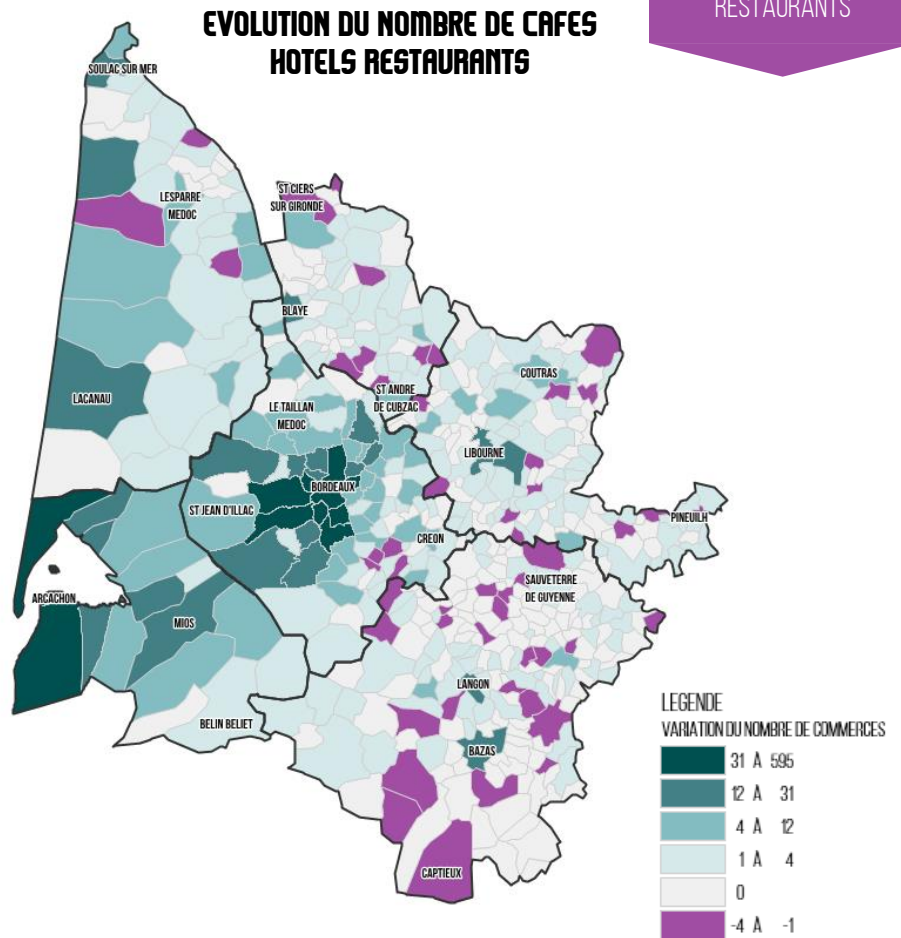 RESTAURANTS
EVOLUTION DU NOMBRE DE CAFES
HOTELS RESTAURANTS
SOULAC SUR MER
LESPARRE
MEDOC
ST CIERS
SUR GIRONDE
BLAYE
LACANAU
LE TAILLAN
MEDOC
ST ANDRE
DE CUBZAC
COUTRAS
LIBOURNE
BORDEAUX
ST JEAN D'ILLAC
CREON
PINEUILH
SAUVETERRE
DE GUYENNE
ARCACHON
MIOS
LANGON
BELIN BELIET
BAZAS
CAPTIEUX
LEGENDE
VARIATION DU NOMBRE DE COMMERCES
31 A 595
12 A 31
4 A 12
1 A 4
0
-4 A -1